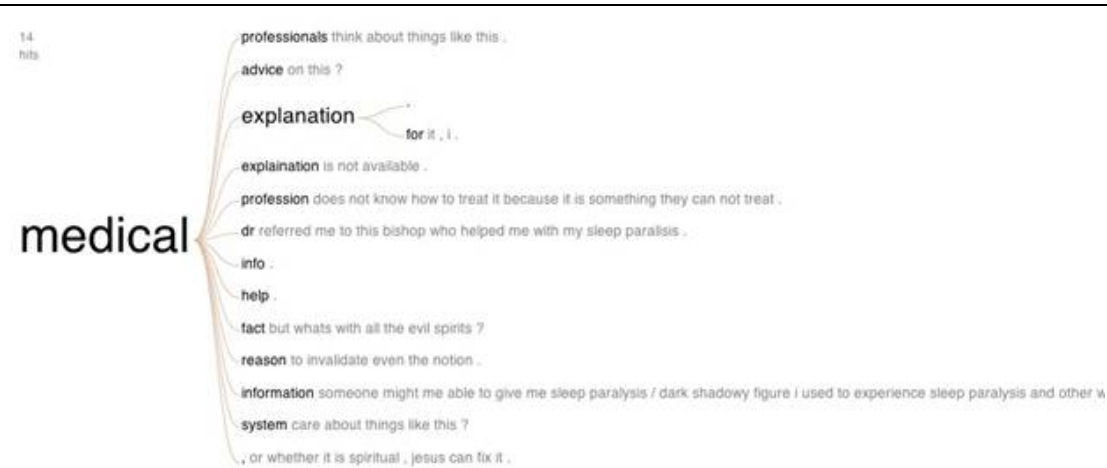 14
hits
professionals think about things like this .
advice on this ?
explanation
.
for it , i .
explaination is not available .
profession does not know how to treat it because it is something they can not treat .
medical
dr referred me to this bishop who helped me with my sleep paralisis .
info .
help .
fact but whats with all the evil spirits ?
reason to invalidate even the notion .
information someone might me able to give me sleep paralysis / dark shadowy figure i used to experience sleep paralysis and other w
system care about things like this ?
, or whether it is spiritual , jesus can fix it .